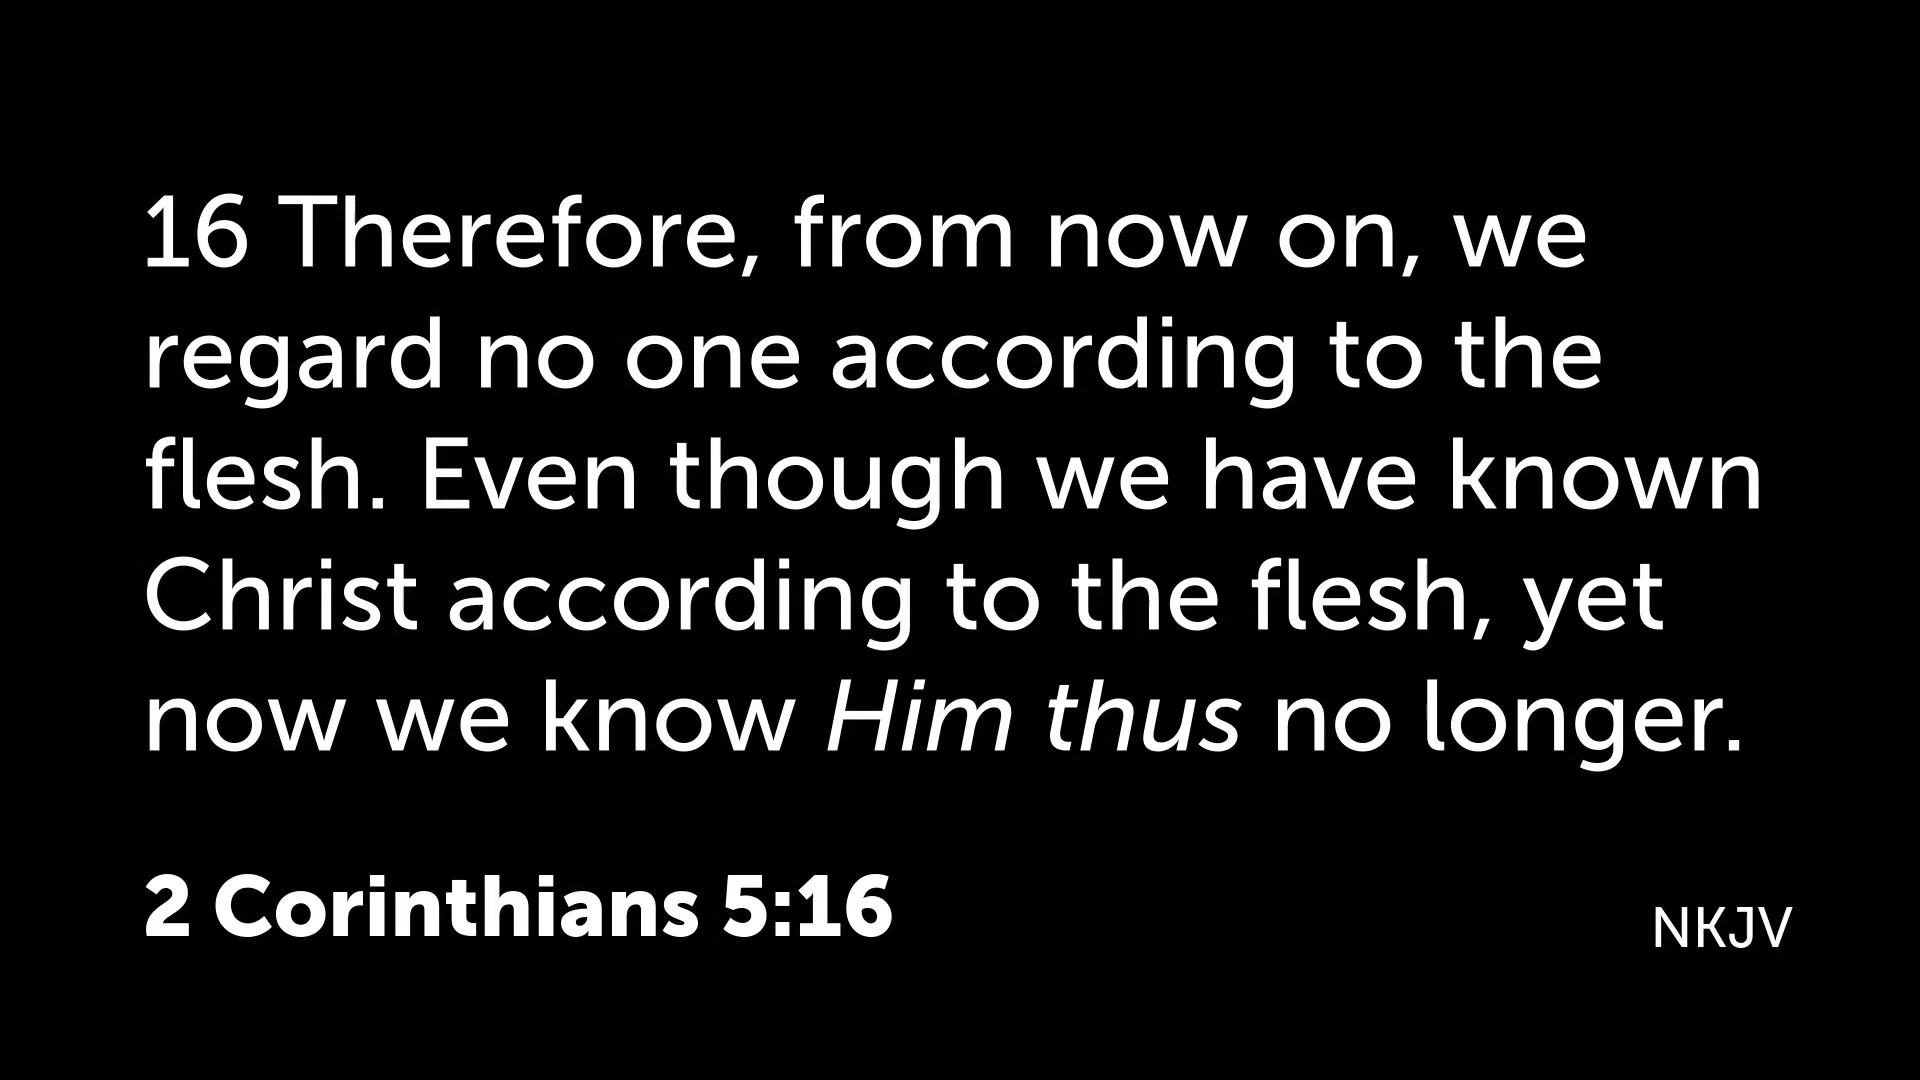 16 Therefore, from now on, we
regard no one according to the
flesh. Even though we have known
Christ according to the flesh, yet
now we know Him thus no longer.
2 Corinthians 5:16
NKJV